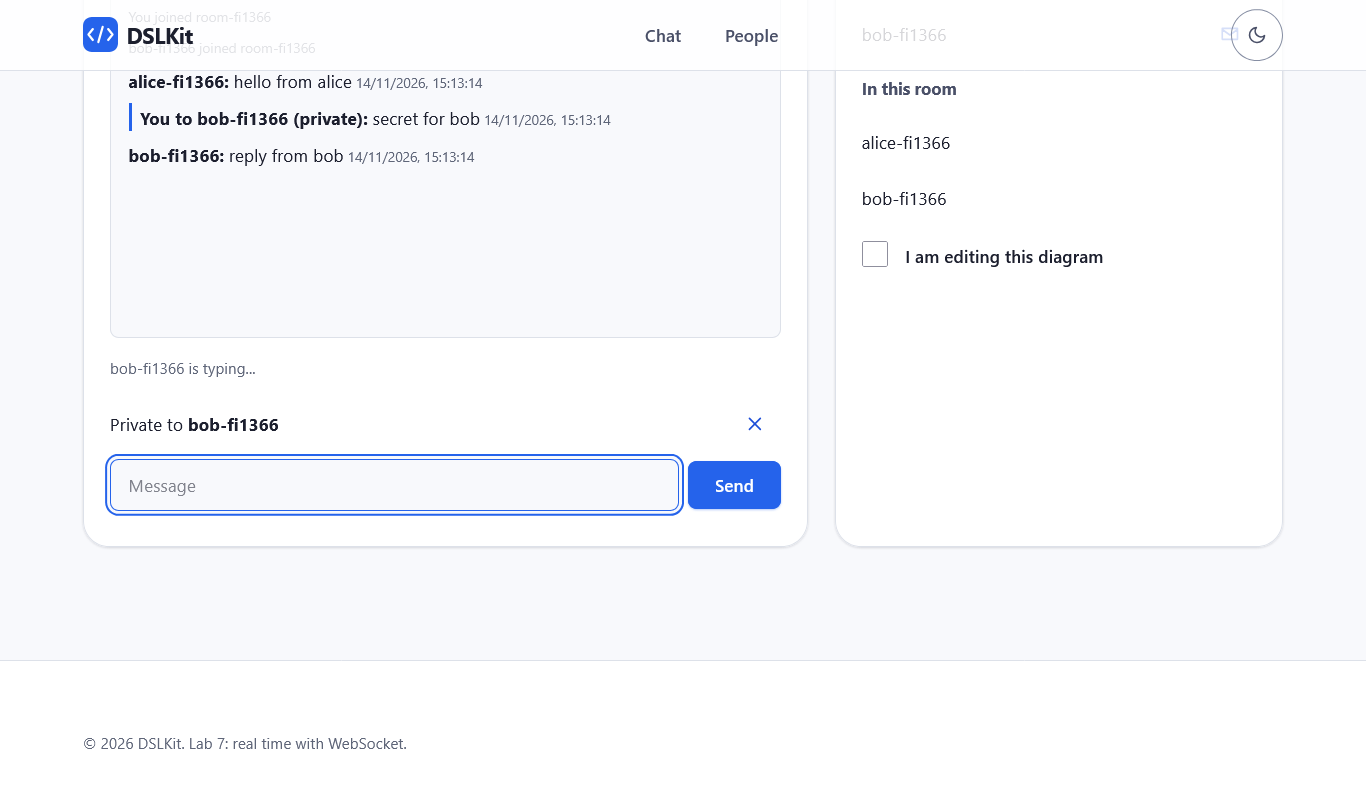 You joined room-fi1366
DSLKit
Chat
People
bob-fi1366
bob-fi1366 joined room-fi1366
alice-fi1366: hello from alice 14/11/2026, 15:13:14
You to bob-fi1366 (private): secret for bob 14/11/2026, 15:13:14
bob-fi1366: reply from bob 14/11/2026, 15:13:14
bob-fi1366 is typing...
Private to bob-fi1366
Message
Send
In this room
alice-fi1366
bob-fi1366
I am editing this diagram
© 2026 DSLKit. Lab 7: real time with WebSocket.